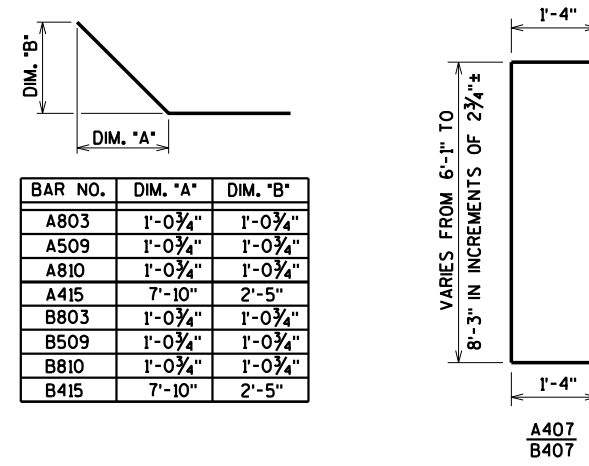 DIM. "B"
DIM. "A"
BAR NO. DIM. "A" DIM. "B"
A803 1'-0¾" 1'-0¾"
A509 1'-0¾" 1'-0¾"
A810 1'-0¾" 1'-0¾"
A415 7'-10" 2'-5"
B803 1'-0¾" 1'-0¾"
B509 1'-0¾" 1'-0¾"
B810 1'-0¾" 1'-0¾"
B415 7'-10" 2'-5"
1'-4"
VARIES FROM 6'-1" TO
8'-3" IN INCREMENTS OF 2¾"±
1'-4"
A407
B407